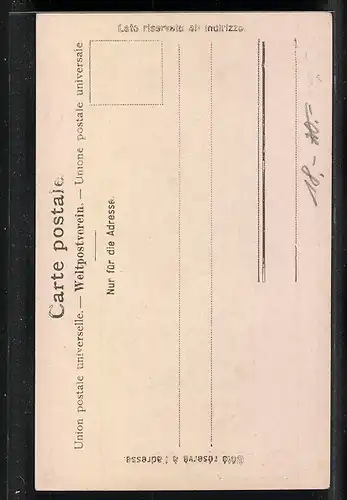 Carte postale.
Union postale universelle. — Weltpostverein. — Unione postale universale
Nur für die Adresse.
Côté réservé à l'adresse.
Lato riservato all'indirizzo
18,-